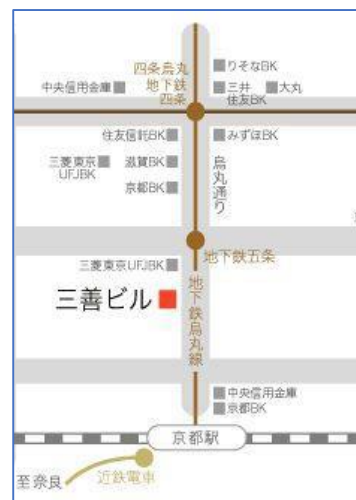 四条烏丸
地下鉄
四条
りそなBK
中央信用金庫
三井
住友BK
大丸
住友信託BK
みずほBK
三菱東京
UFJBK
滋賀BK
京都BK
烏丸通り
地下鉄五条
三菱東京UFJBK
三善ビル
地下鉄烏丸線
中央信用金庫
京都BK
京都駅
至奈良
近鉄電車